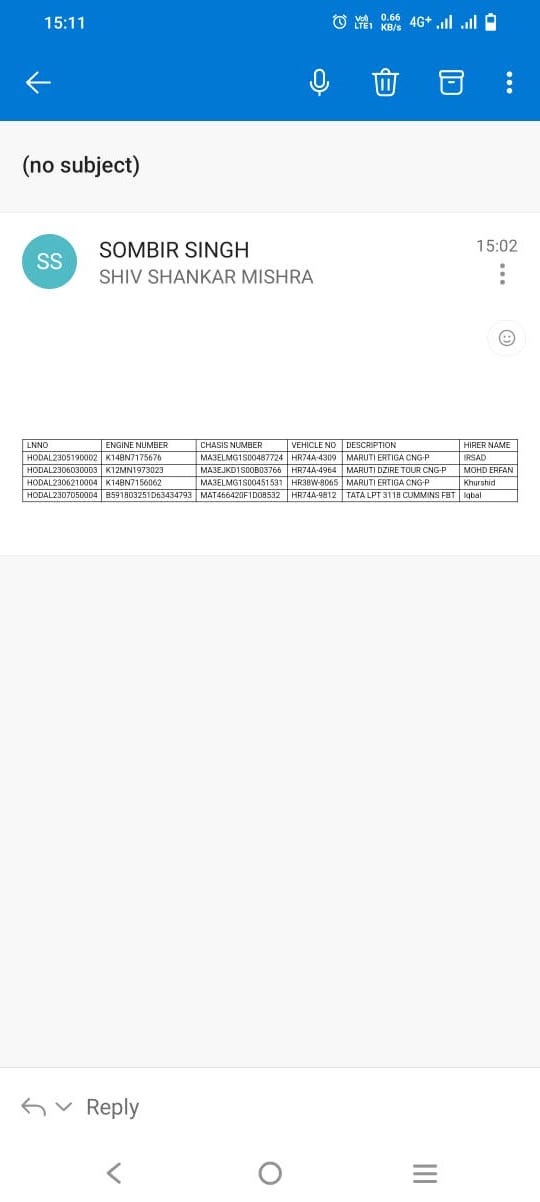 15:11
Vo) LTE1 0.66 KB/s 4G+
(no subject)
SS
SOMBIR SINGH 15:02
SHIV SHANKAR MISHRA
LNNO ENGINE NUMBER CHASIS NUMBER VEHICLE NO DESCRIPTION HIRER NAME
HODAL2305190002 K14BN7175676 MA3ELMG1S00487724 HR74A-4309 MARUTI ERTIGA CNG-P IRSAD
HODAL2306030003 K12MN1973023 MA3EJKD1S00B03766 HR74A-4964 MARUTI DZIRE TOUR CNG-P MOHD ERFAN
HODAL2306210004 K14BN7156062 MA3ELMG1S00451531 HR38W-8065 MARUTI ERTIGA CNG-P Khurshid
HODAL2307050004 B591803251D63434793 MAT466420F1D08532 HR74A-9812 TATA LPT 3118 CUMMINS FBT Iqbal
Reply